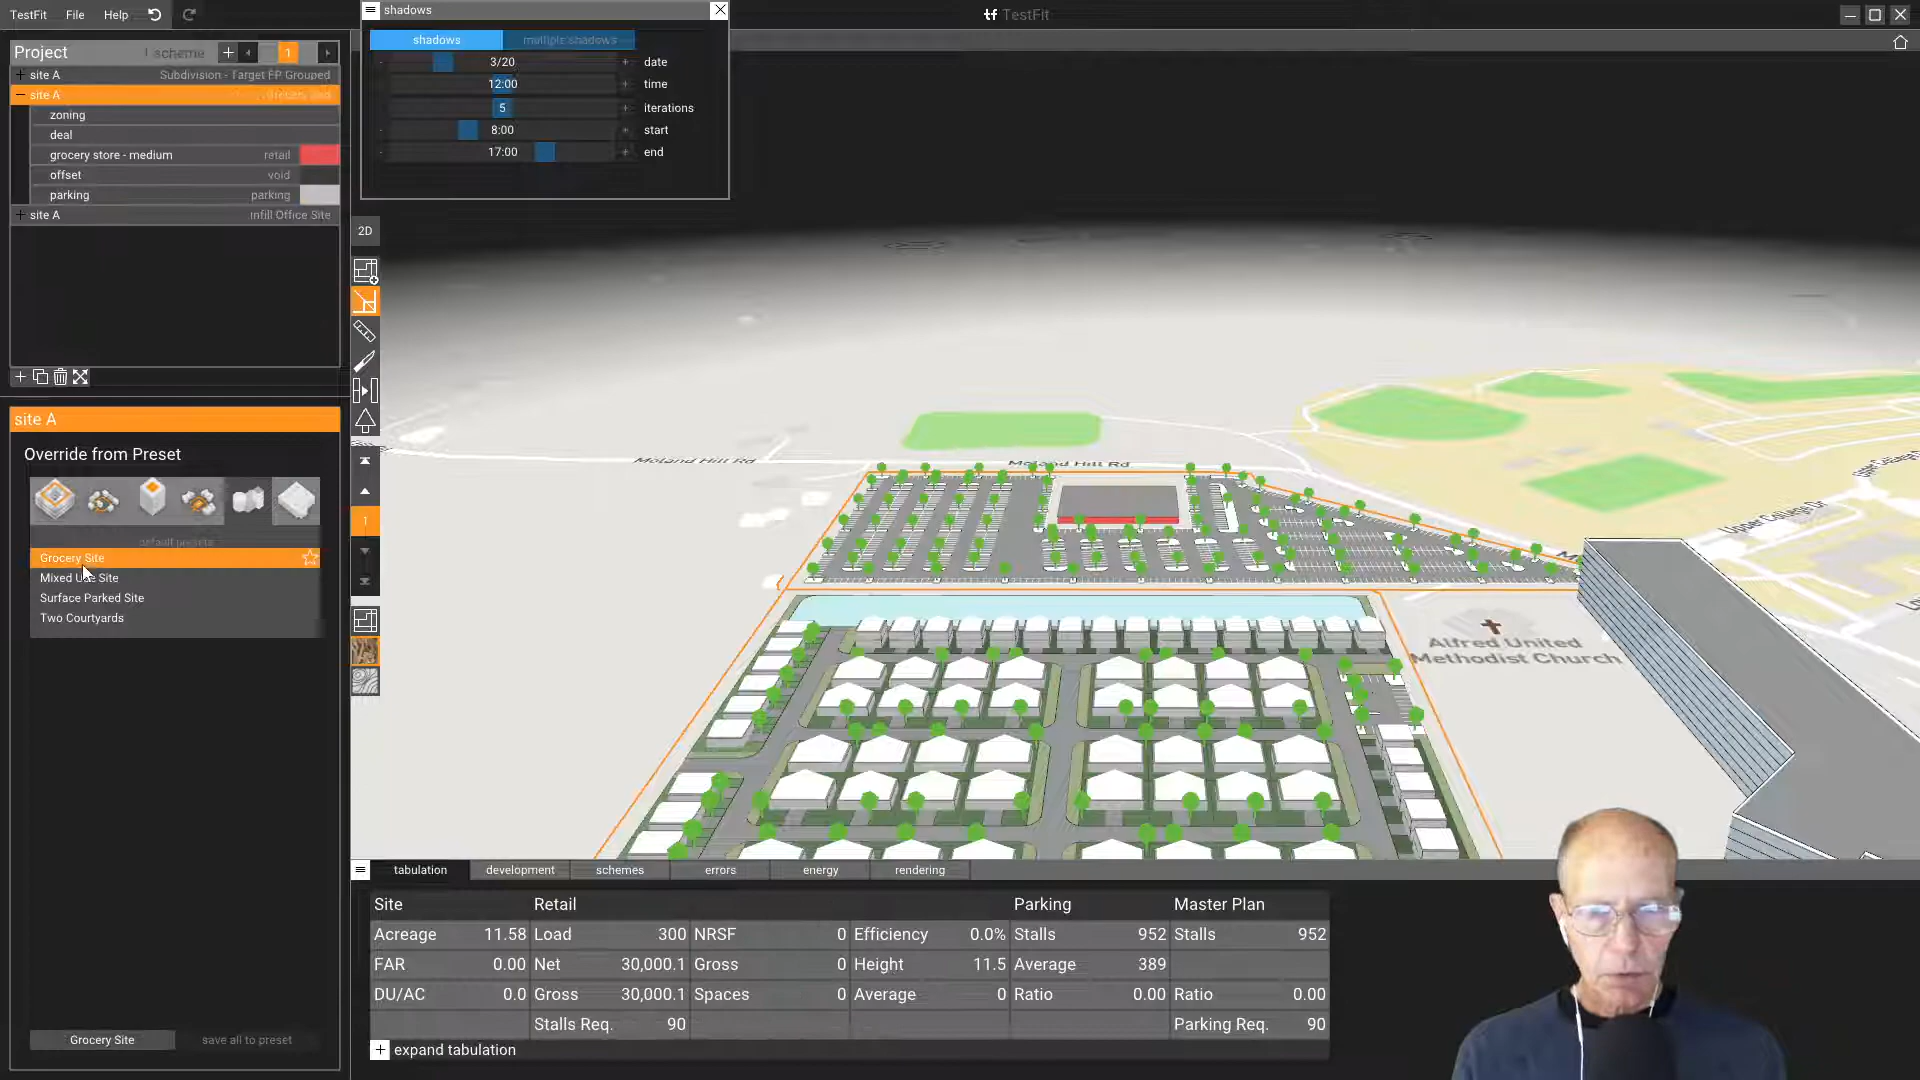 TestFit File Help
shadows
TestFit
shadows multiple shadows
3/20 date
12:00 time
5 iterations
8:00 start
17:00 end
Project 1 scheme 1
site A Subdivision - Target FP Grouped
site A
zoning
deal
grocery store - medium retail
offset void
parking parking
site A Infill Office Site
2D
1
site A
Override from Preset
default presets
Grocery Site
Mixed Use Site
Surface Parked Site
Two Courtyards
Grocery Site save all to preset
Moland Hill Rd
Moland Hill Rd
Upper College Dr
Alfred United
Methodist Church
tabulation development schemes errors energy rendering
Site Retail Parking Master Plan
Acreage 11.58 Load 300 NRSF 0 Efficiency 0.0% Stalls 952 Stalls 952
FAR 0.00 Net 30,000.1 Gross 0 Height 11.5 Average 389
DU/AC 0.0 Gross 30,000.1 Spaces 0 Average 0 Ratio 0.00 Ratio 0.00
Stalls Req. 90 Parking Req. 90
+ expand tabulation